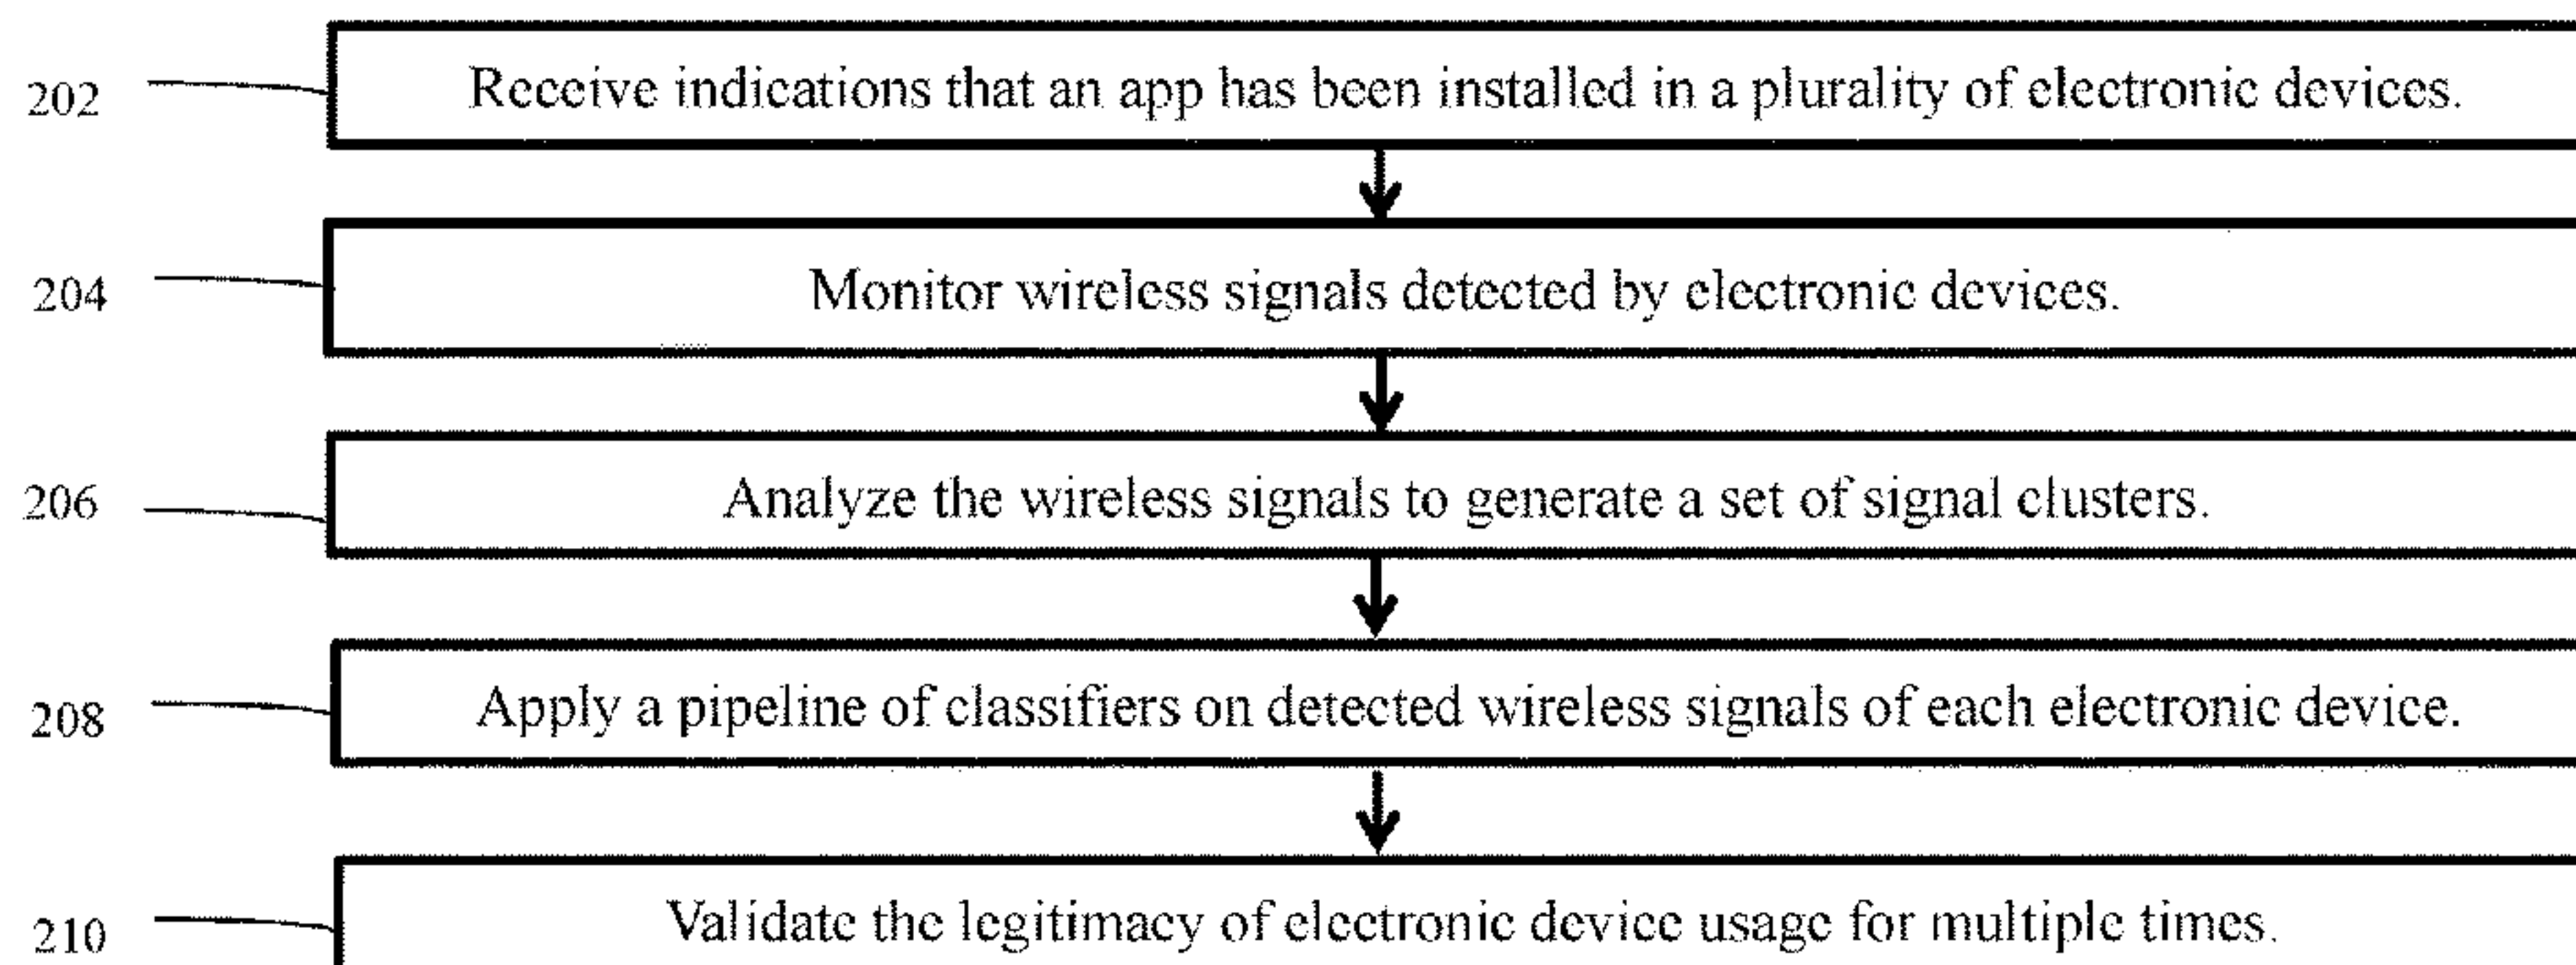 202 Receive indications that an app has been installed in a plurality of electronic devices.
204 Monitor wireless signals detected by electronic devices.
206 Analyze the wireless signals to generate a set of signal clusters.
208 Apply a pipeline of classifiers on detected wireless signals of each electronic device.
210 Validate the legitimacy of electronic device usage for multiple times.